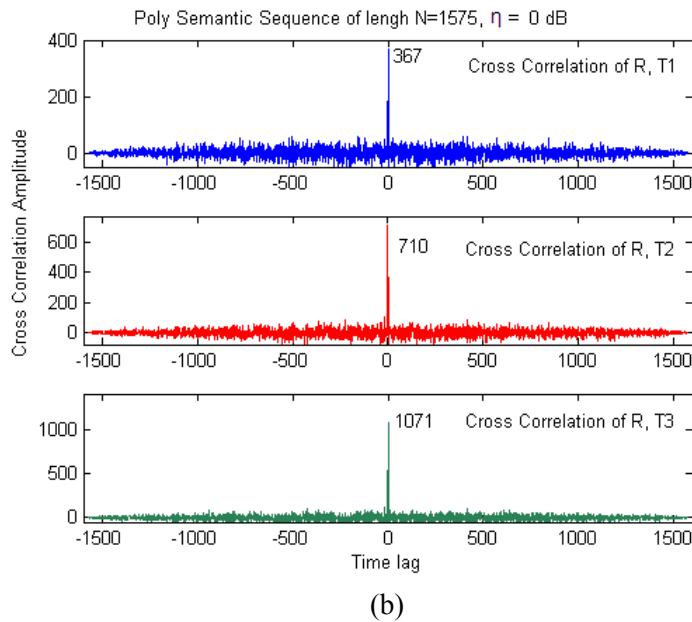 Poly Semantic Sequence of lengh N=1575, η = 0 dB
Cross Correlation Amplitude
400
200
0
367
Cross Correlation of R, T1
-1500 -1000 -500 0 500 1000 1500
600
400
200
0
710
Cross Correlation of R, T2
-1500 -1000 -500 0 500 1000 1500
1000
500
0
1071
Cross Correlation of R, T3
-1500 -1000 -500 0 500 1000 1500
Time lag
(b)